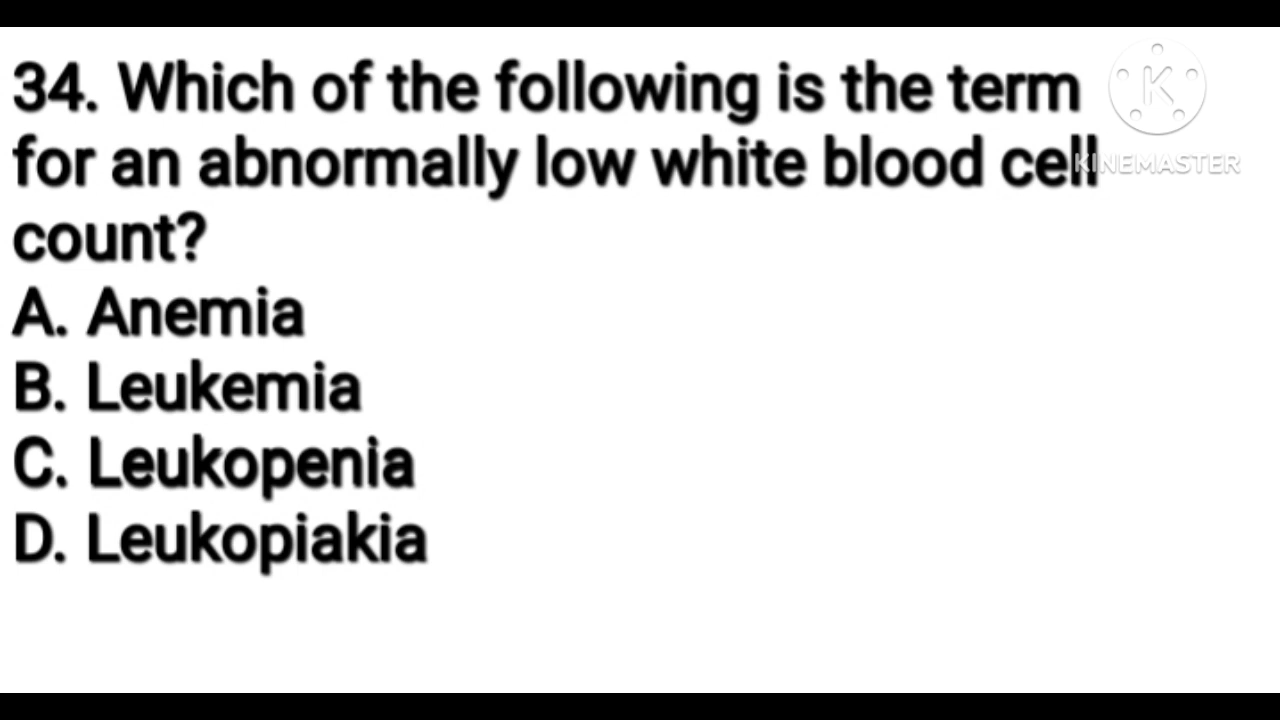 34. Which of the following is the term
for an abnormally low white blood cell
count?
A. Anemia
B. Leukemia
C. Leukopenia
D. Leukopiakia
K
KINEMASTER